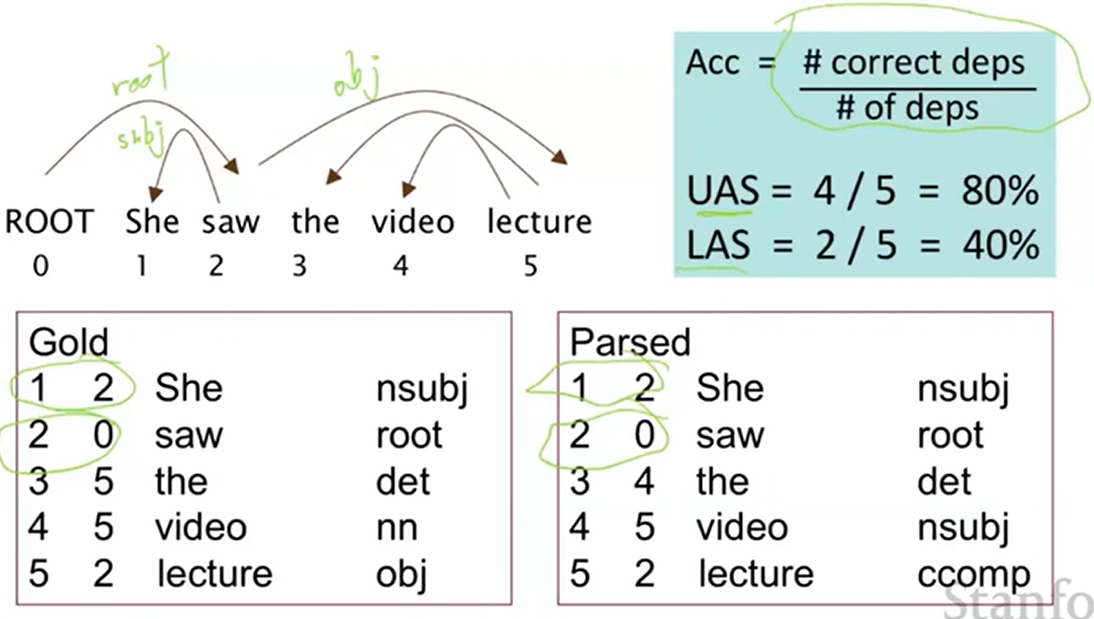 root
obj
subj
ROOT She saw the video lecture
0 1 2 3 4 5
Acc = # correct deps
# of deps
UAS = 4 / 5 = 80%
LAS = 2 / 5 = 40%
Gold
1 2 She nsubj
2 0 saw root
3 5 the det
4 5 video nn
5 2 lecture obj
Parsed
1 2 She nsubj
2 0 saw root
3 4 the det
4 5 video nsubj
5 2 lecture ccomp
Stanfo